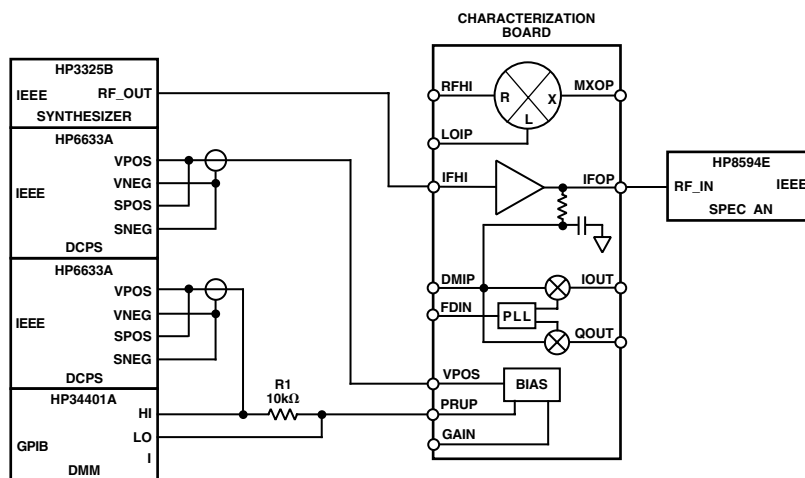 CHARACTERIZATION
BOARD
HP3325B
IEEE RF_OUT
SYNTHESIZER
HP6633A
VPOS
VNEG
IEEE
SPOS
SNEG
DCPS
HP6633A
VPOS
VNEG
IEEE
SPOS
SNEG
DCPS
HP34401A
HI
LO
GPIB
I
DMM
R1
10kΩ
RFHI
R
X
L
MXOP
LOIP
IFHI
IFOP
DMIP
IOUT
FDIN
PLL
QOUT
VPOS
BIAS
PRUP
GAIN
HP8594E
RF_IN IEEE
SPEC AN